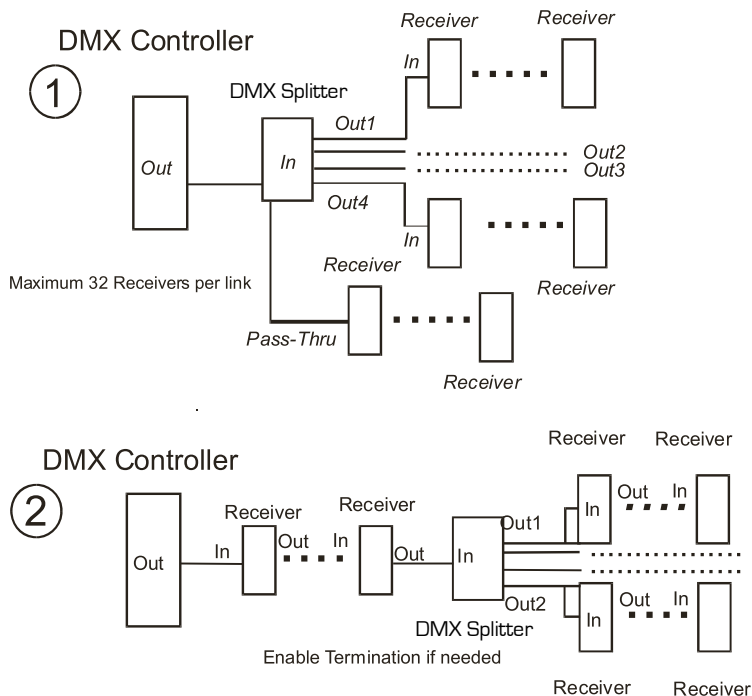 Receiver
Receiver
DMX Controller
In
1
DMX Splitter
Out1
Out
In
Out2
Out3
Out4
In
Receiver
Maximum 32 Receivers per link
Receiver
Pass-Thru
Receiver
Receiver Receiver
DMX Controller
2
Receiver
Receiver
Out In
In
Out1
Out In
In
Out
In
Out
In
Out2
Out In
In
DMX Splitter
Enable Termination if needed
Receiver Receiver